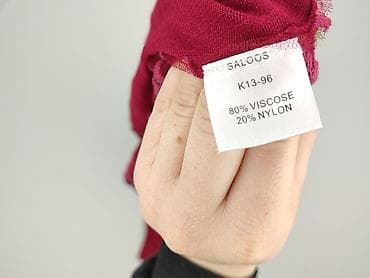 SALOOS
K13-96
80% VISCOSE
20% NYLON